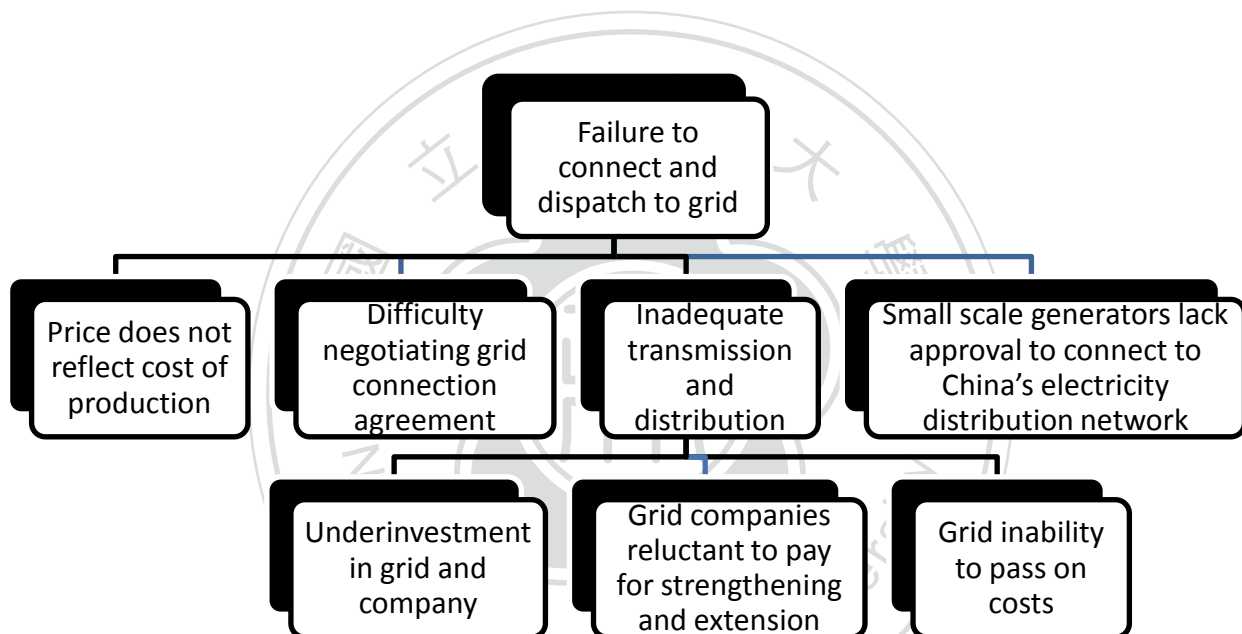 Failure to
connect and
dispatch to grid
Price does not
reflect cost of
production
Difficulty
negotiating grid
connection
agreement
Inadequate
transmission
and
distribution
Small scale generators lack
approval to connect to
China's electricity
distribution network
Underinvestment
in grid and
company
Grid companies
reluctant to pay
for strengthening
and extension
Grid inability
to pass on
costs
立
大